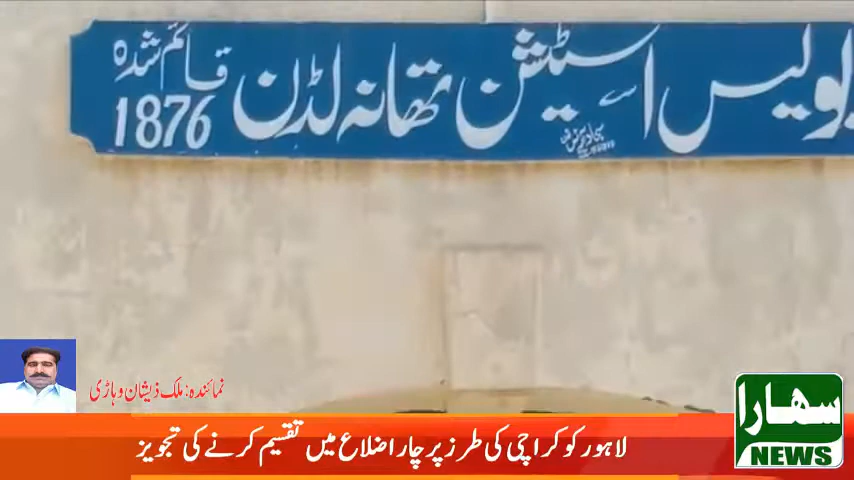 پولیس اسٹیشن تھانہ لڈن قائم شدہ 1876
نمائندہ: ملک ذیشان وہاڑی
لاہور کو کراچی کی طرز پر چار اضلاع میں تقسیم کرنے کی تجویز
سہارا
NEWS